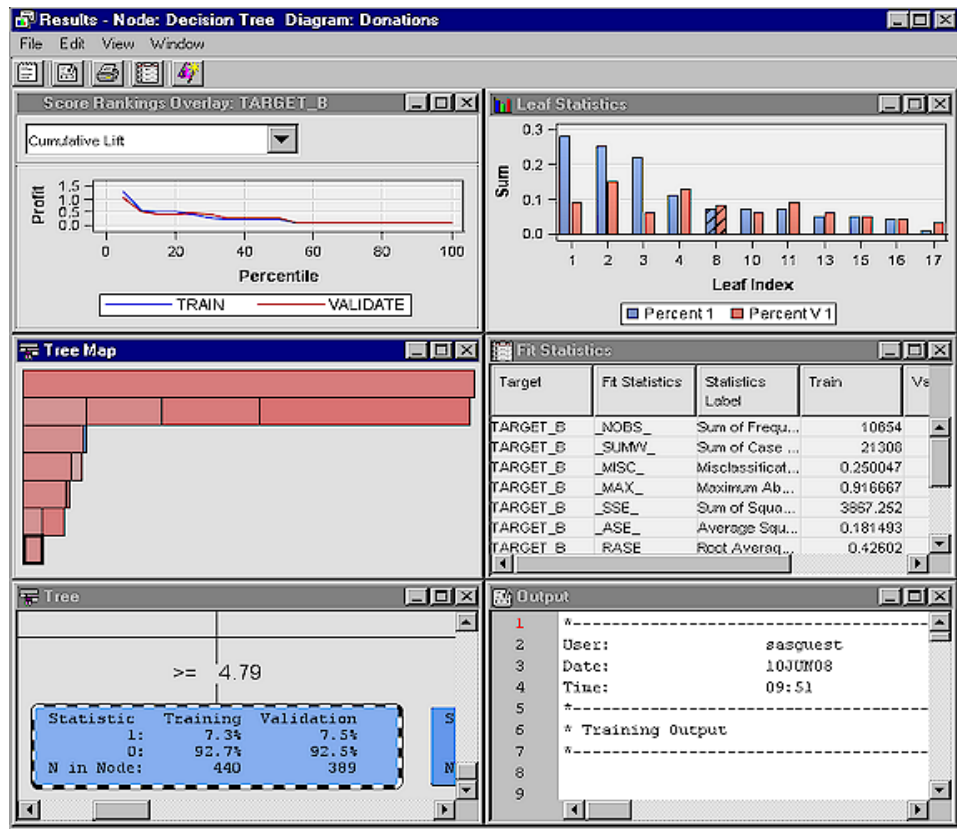 Results - Node: Decision Tree Diagram: Donations
File Edit View Window
Score Rankings Overlay: TARGET_B
Cumulative Lift
Profit
1.5
1.0
0.5
0.0
0 20 40 60 80 100
Percentile
TRAIN VALIDATE
Leaf Statistics
Sum
0.3
0.2
0.1
0.0
1 2 3 4 8 10 11 13 15 16 17
Leaf Index
Percent 1 Percent V 1
Tree Map
Fit Statistics
Target Fit Statistics Statistics Label Train Va
TARGET_B _NOBS_ Sum of Frequ... 10654
TARGET_B _SUMW_ Sum of Case ... 21308
TARGET_B _MISC_ Misclassificat... 0.250047
TARGET_B _MAX_ Maximum Ab... 0.916667
TARGET_B _SSE_ Sum of Squa... 3867.252
TARGET_B _ASE_ Average Squ... 0.181493
TARGET_B RASE Root Averag... 0.42602
Tree
>= 4.79
Statistic Training Validation S
1: 7.3% 7.5%
0: 92.7% 92.5%
N in Node: 440 389 N
Output
1 *--------------------------------
2 User: sasguest
3 Date: 10JUN08
4 Time: 09:51
5 *--------------------------------
6 * Training Output
7 *--------------------------------
8
9